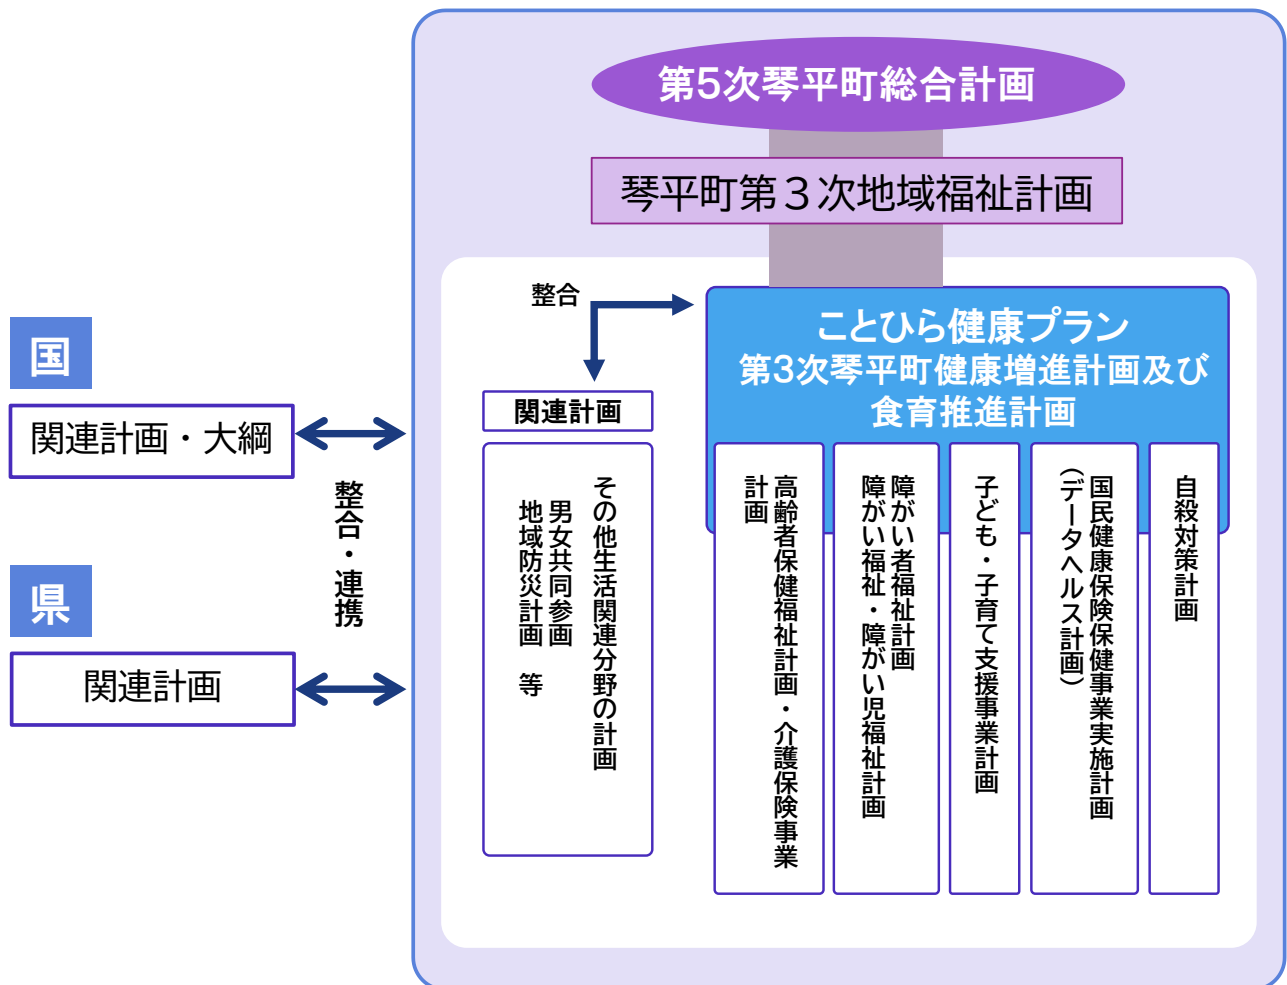 第5次琴平町総合計画
琴平町第３次地域福祉計画
整合
ことひら健康プラン
第3次琴平町健康増進計画及び
食育推進計画
国
関連計画・大綱
県
関連計画
整合・連携
関連計画
その他生活関連分野の計画
男女共同参画
地域防災計画　等
高齢者保健福祉計画・介護保険事業
計画
障がい者福祉計画
障がい福祉・障がい児福祉計画
子ども・子育て支援事業計画
国民健康保険保健事業実施計画
（データヘルス計画）
自殺対策計画